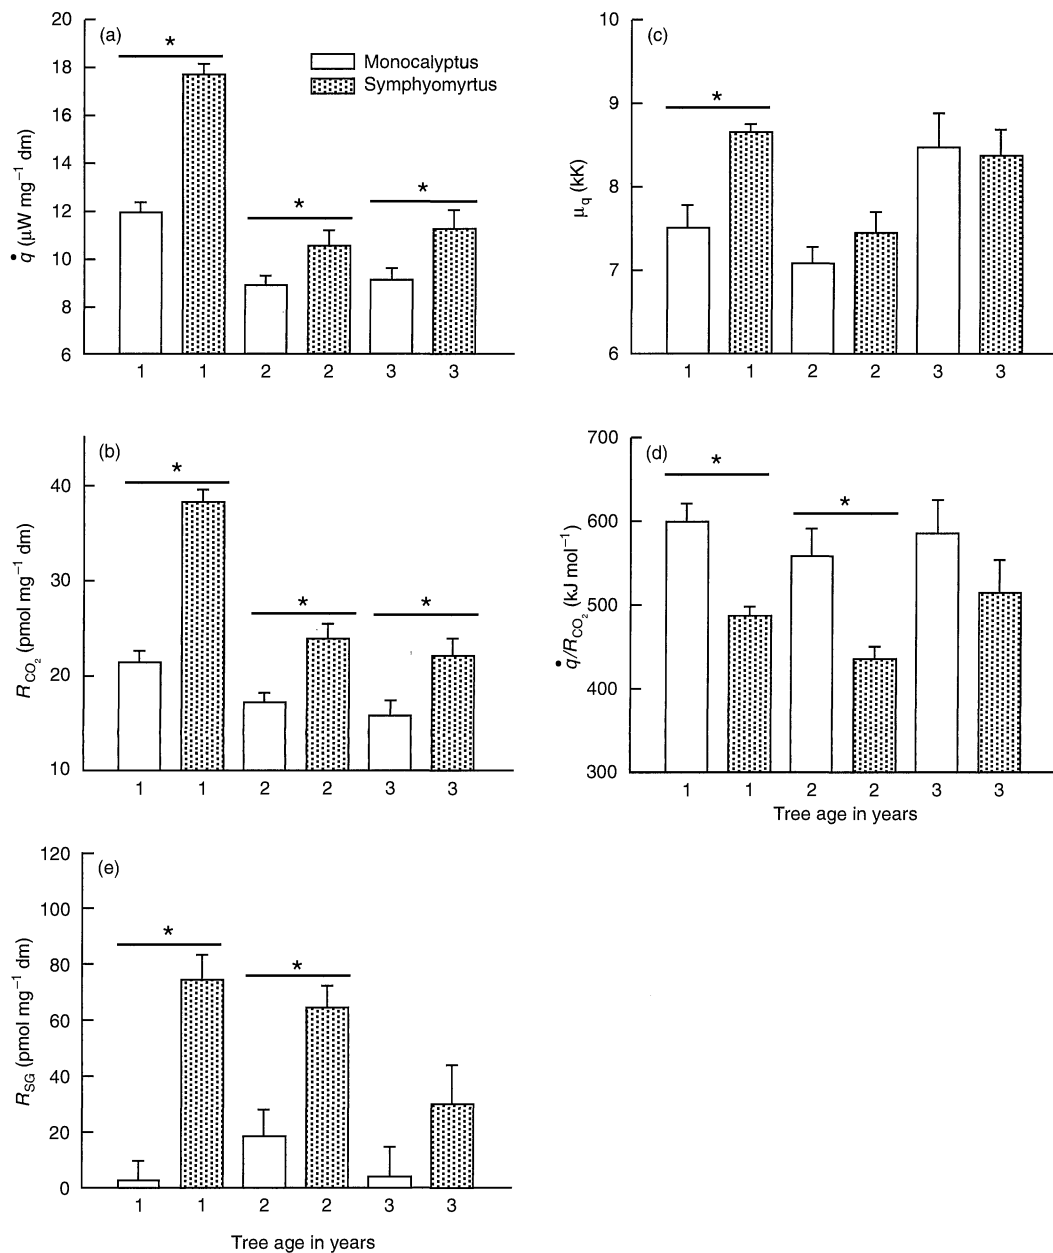 (a)
*
Monocalyptus
Symphyomyrtus
*
*
20
18
16
14
12
10
8
6
q̇ (μW mg⁻¹ dm)
1 1 2 2 3 3
(c)
*
10
9
8
7
6
μq (kK)
1 1 2 2 3 3
(b)
*
*
*
40
30
20
10
RCO₂ (pmol mg⁻¹ dm)
1 1 2 2 3 3
(d)
*
*
700
600
500
400
300
q̇/RCO₂ (kJ mol⁻¹)
1 1 2 2 3 3
Tree age in years
(e)
*
*
120
100
80
60
40
20
0
RSG (pmol mg⁻¹ dm)
1 1 2 2 3 3
Tree age in years